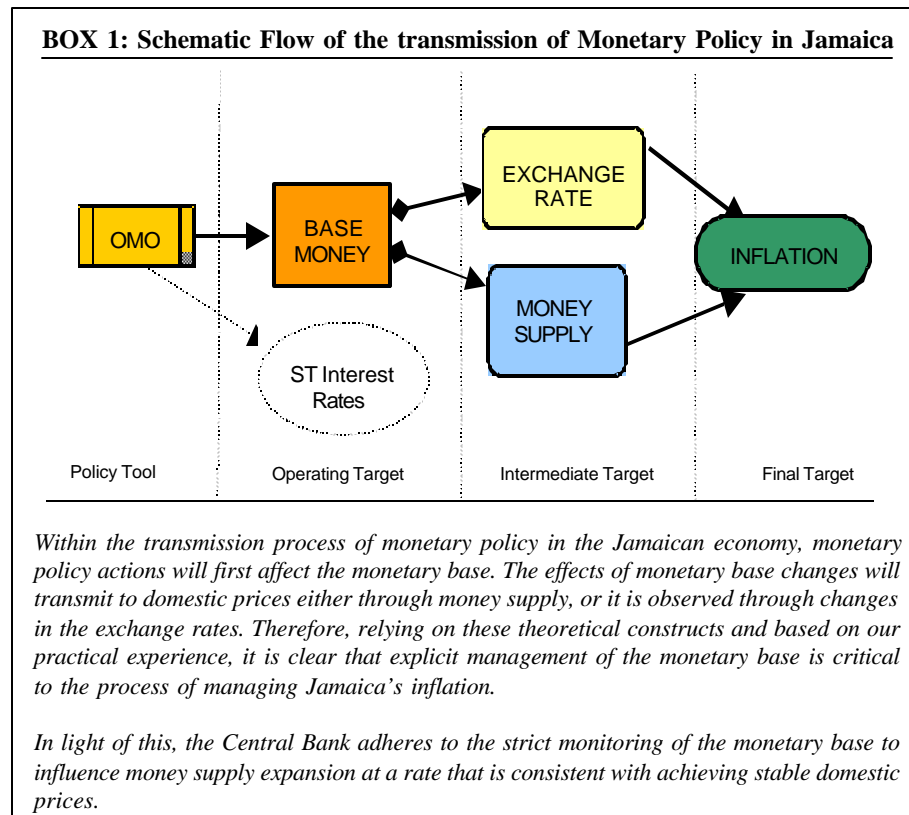 BOX 1: Schematic Flow of the transmission of Monetary Policy in Jamaica
OMO
BASE
MONEY
ST Interest
Rates
EXCHANGE
RATE
MONEY
SUPPLY
INFLATION
Policy Tool
Operating Target
Intermediate Target
Final Target
Within the transmission process of monetary policy in the Jamaican economy, monetary
policy actions will first affect the monetary base. The effects of monetary base changes will
transmit to domestic prices either through money supply, or it is observed through changes
in the exchange rates. Therefore, relying on these theoretical constructs and based on our
practical experience, it is clear that explicit management of the monetary base is critical
to the process of managing Jamaica's inflation.
In light of this, the Central Bank adheres to the strict monitoring of the monetary base to
influence money supply expansion at a rate that is consistent with achieving stable domestic
prices.